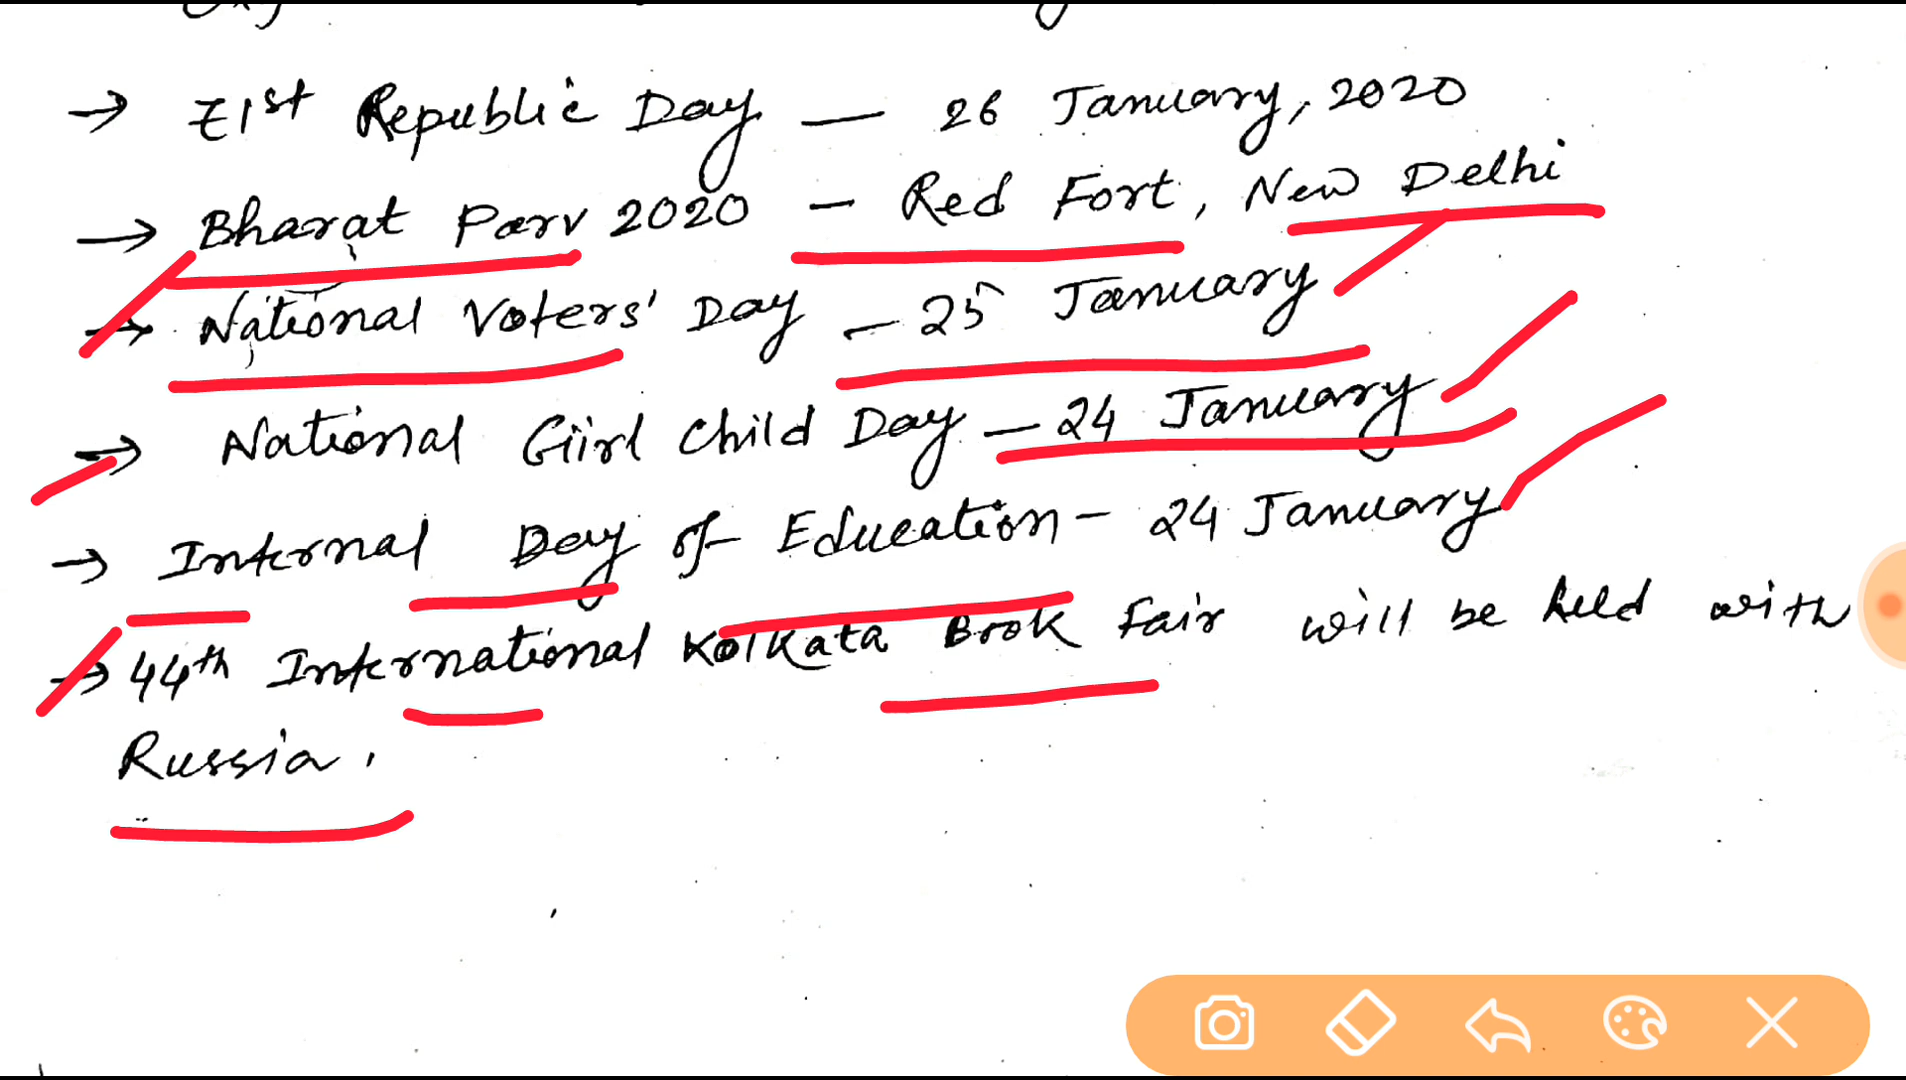 → 71st Republic Day — 26 January, 2020
→ Bharat Parv 2020 - Red Fort, New Delhi
→ National Voters' Day - 25 January
→ National Girl Child Day - 24 January
→ Internal Day of Education - 24 January
→ 44th International Kolkata Book Fair will be held with
Russia.